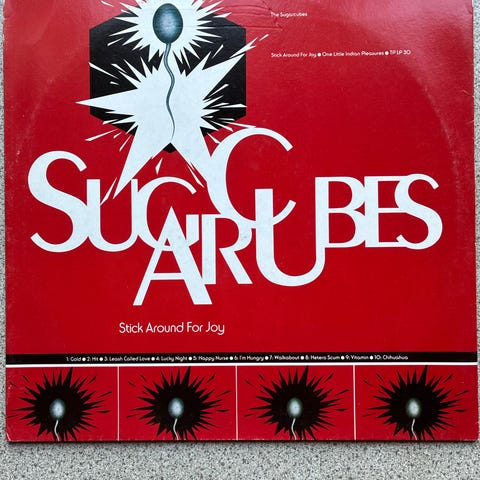 The Sugarcubes
Stick Around For Joy ● One Little Indian Pleasures ● TP LP 30
SUGARCUBES
Stick Around For Joy
1: Gold ● 2: Hit ● 3: Leash Called Love ● 4: Lucky Night ● 5: Happy Nurse ● 6: I'm Hungry ● 7: Walkabout ● 8: Hetero Scum ● 9: Vitamin ● 10: Chihuahua